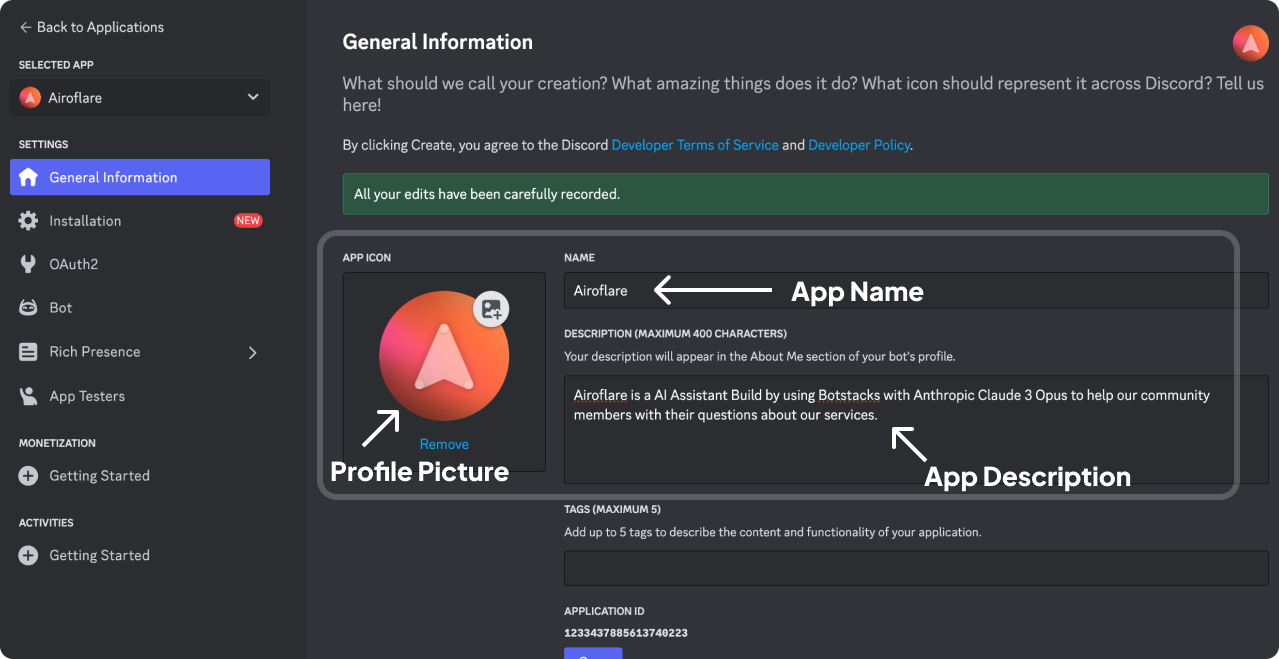 Back to Applications
SELECTED APP
Airoflare
SETTINGS
General Information
Installation NEW
OAuth2
Bot
Rich Presence
App Testers
MONETIZATION
Getting Started
ACTIVITIES
Getting Started
General Information
What should we call your creation? What amazing things does it do? What icon should represent it across Discord? Tell us
here!
By clicking Create, you agree to the Discord Developer Terms of Service and Developer Policy.
All your edits have been carefully recorded.
APP ICON
Remove
Profile Picture
NAME
Airoflare
App Name
DESCRIPTION (MAXIMUM 400 CHARACTERS)
Your description will appear in the About Me section of your bot's profile.
Airoflare is a AI Assistant Build by using Botstacks with Anthropic Claude 3 Opus to help our community
members with their questions about our services.
App Description
TAGS (MAXIMUM 5)
Add up to 5 tags to describe the content and functionality of your application.
APPLICATION ID
1233437885613740223